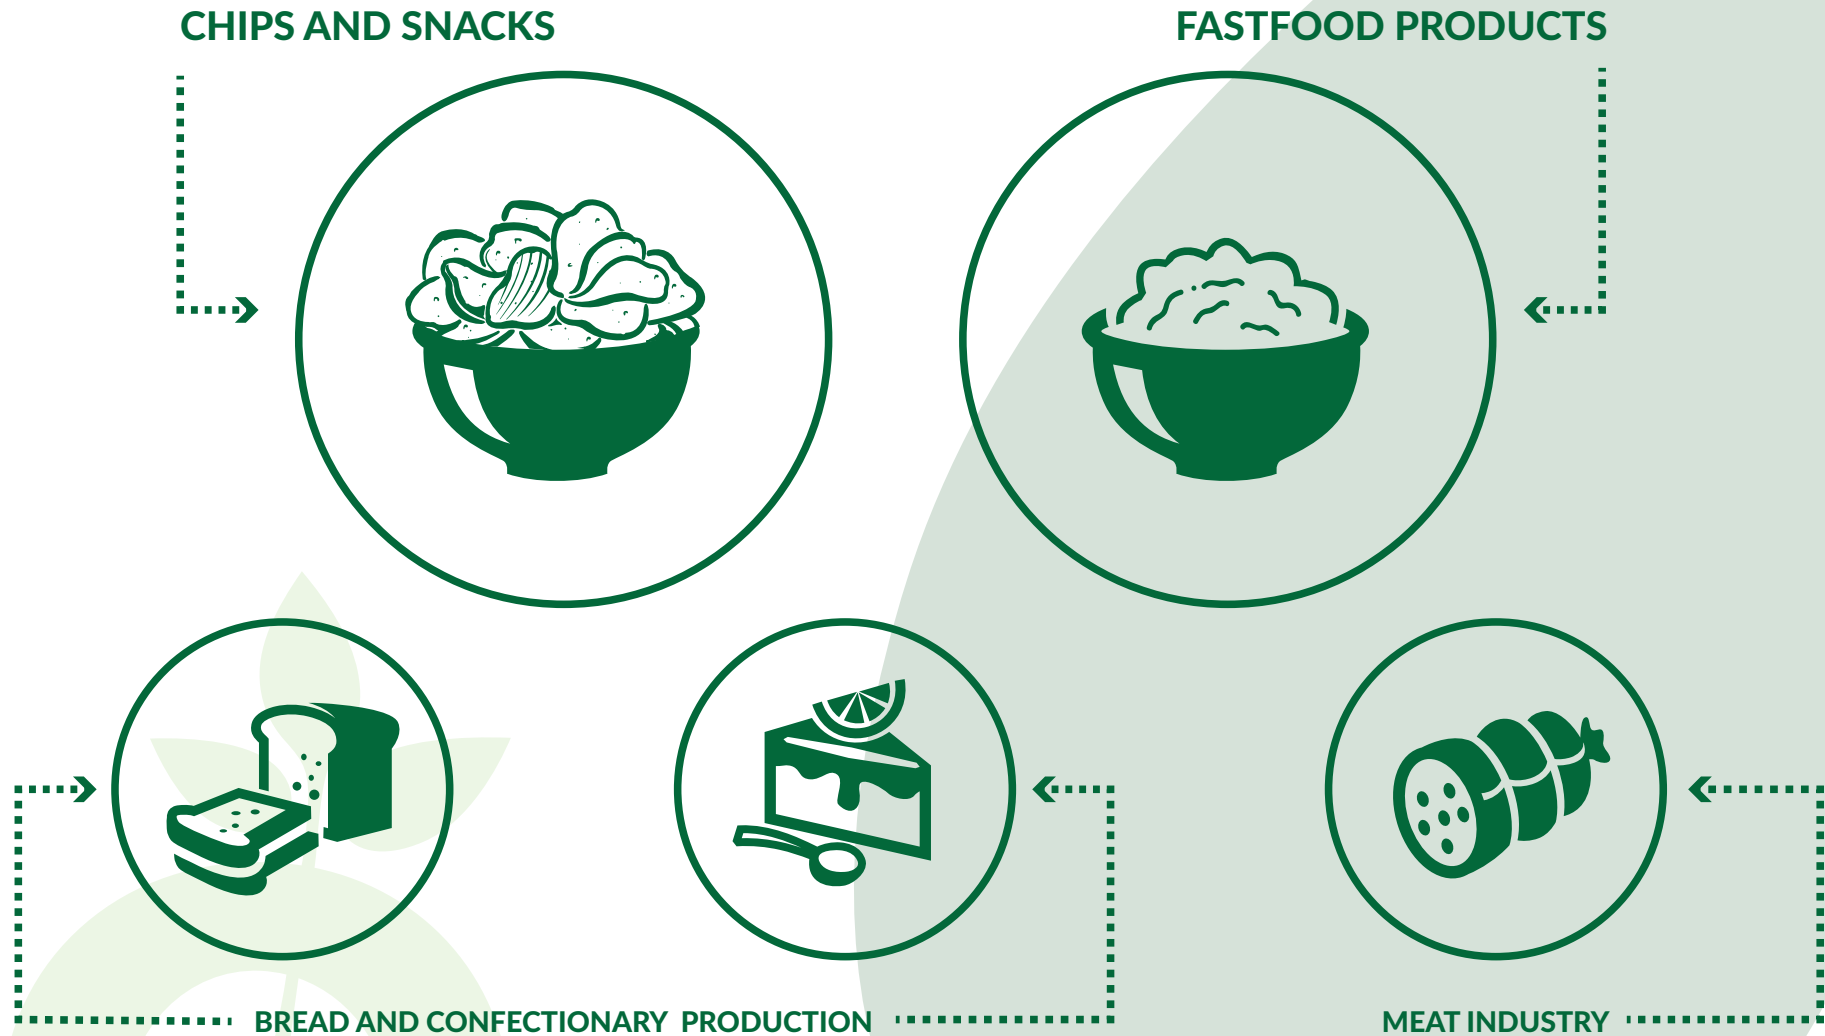 CHIPS AND SNACKS
FASTFOOD PRODUCTS
BREAD AND CONFECTIONARY PRODUCTION
MEAT INDUSTRY